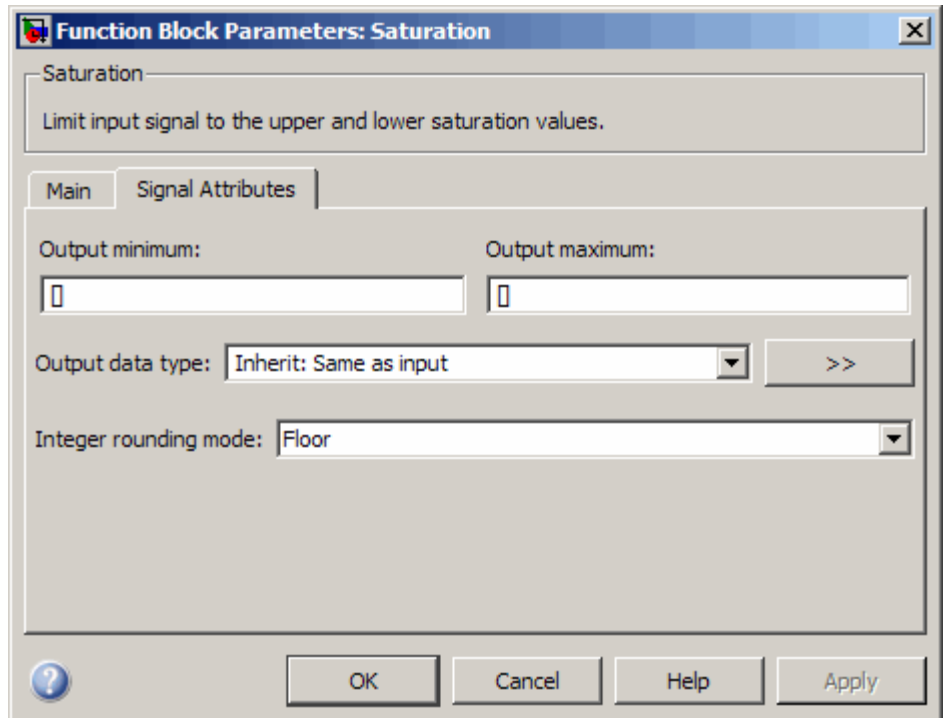 Function Block Parameters: Saturation
Saturation
Limit input signal to the upper and lower saturation values.
Main Signal Attributes
Output minimum: Output maximum:
[] []
Output data type: Inherit: Same as input >>
Integer rounding mode: Floor
OK Cancel Help Apply